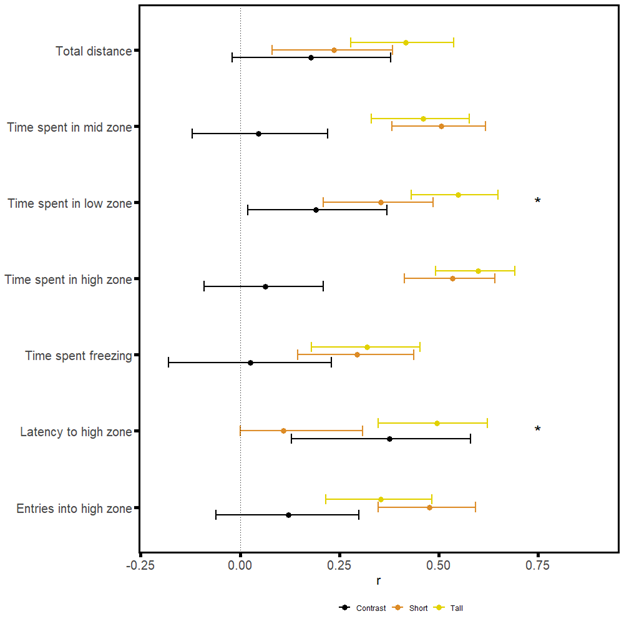 Total distance
Time spent in mid zone
Time spent in low zone
*
Time spent in high zone
Time spent freezing
Latency to high zone
*
Entries into high zone
-0.25 0.00 0.25 0.50 0.75
r
Contrast Short Tall